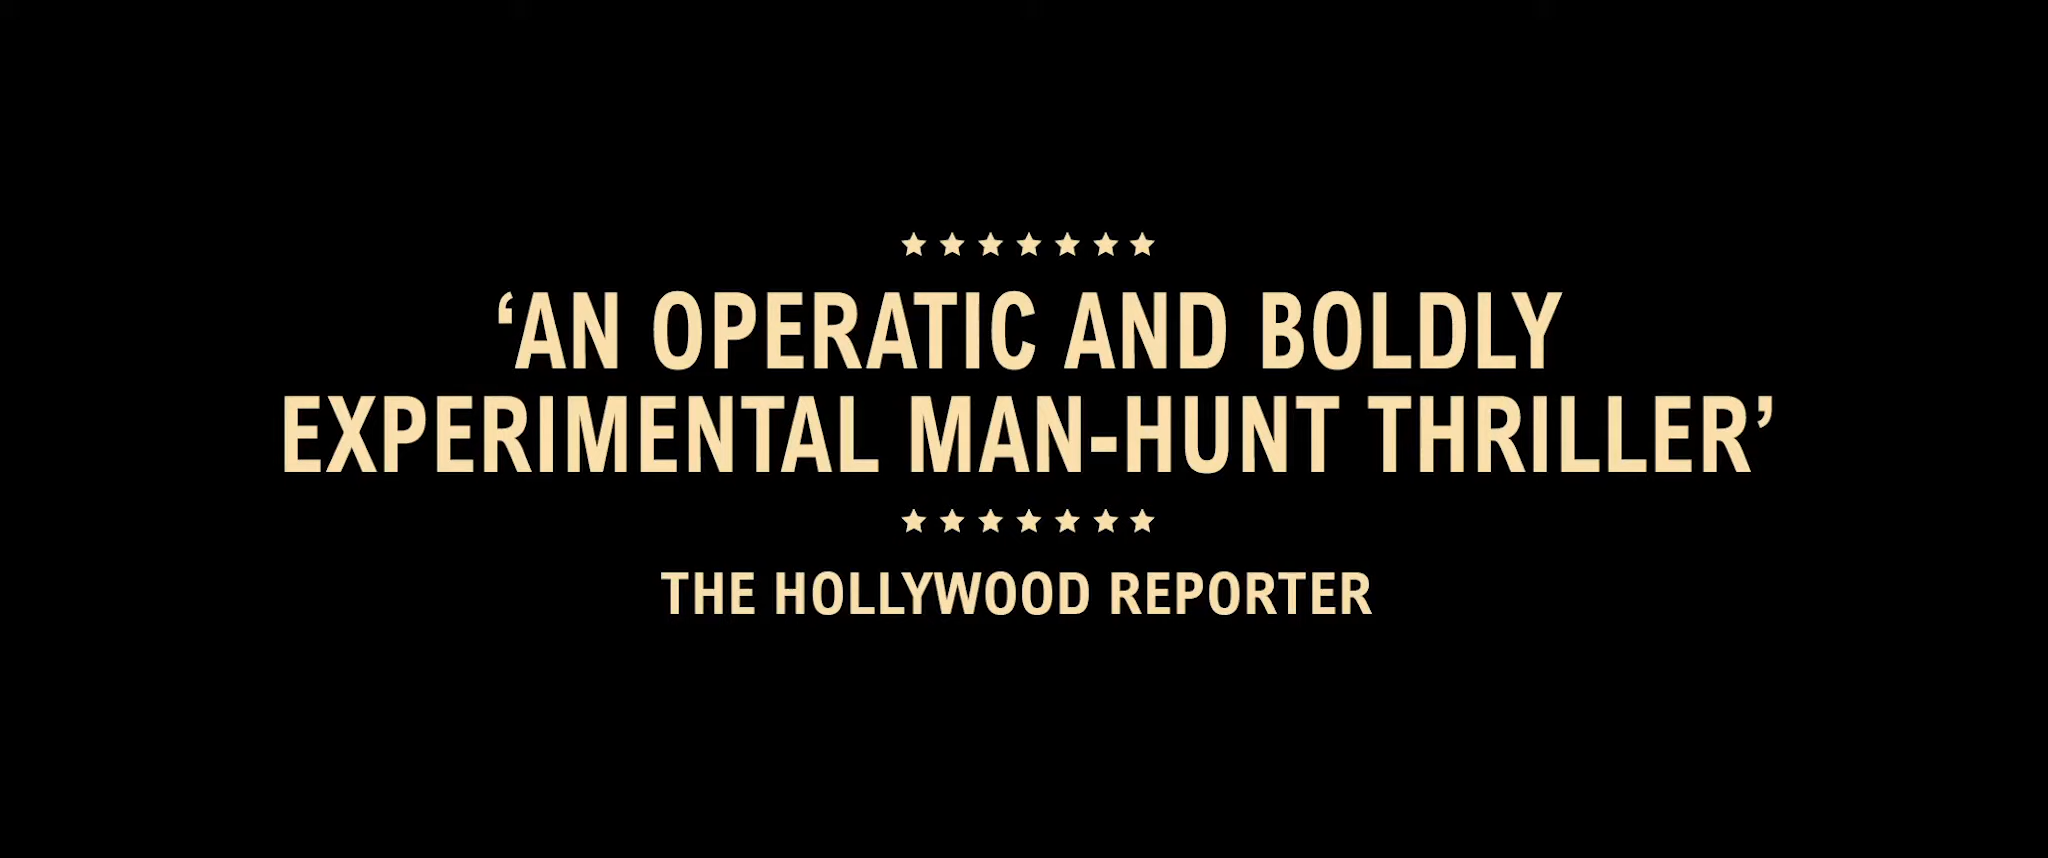 ★★★★★★★
‘AN OPERATIC AND BOLDLY
EXPERIMENTAL MAN-HUNT THRILLER’
★★★★★★★
THE HOLLYWOOD REPORTER